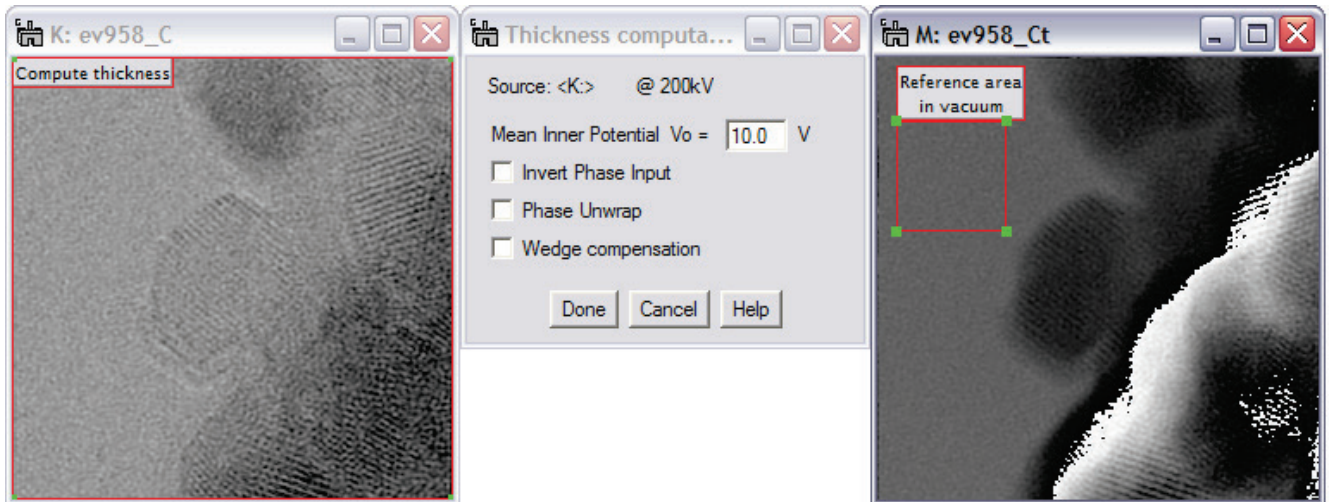 K: ev958_C
Compute thickness
Thickness computa...
Source: <K:> @ 200kV
Mean Inner Potential Vo = 10.0 V
Invert Phase Input
Phase Unwrap
Wedge compensation
Done Cancel Help
M: ev958_Ct
Reference area
in vacuum